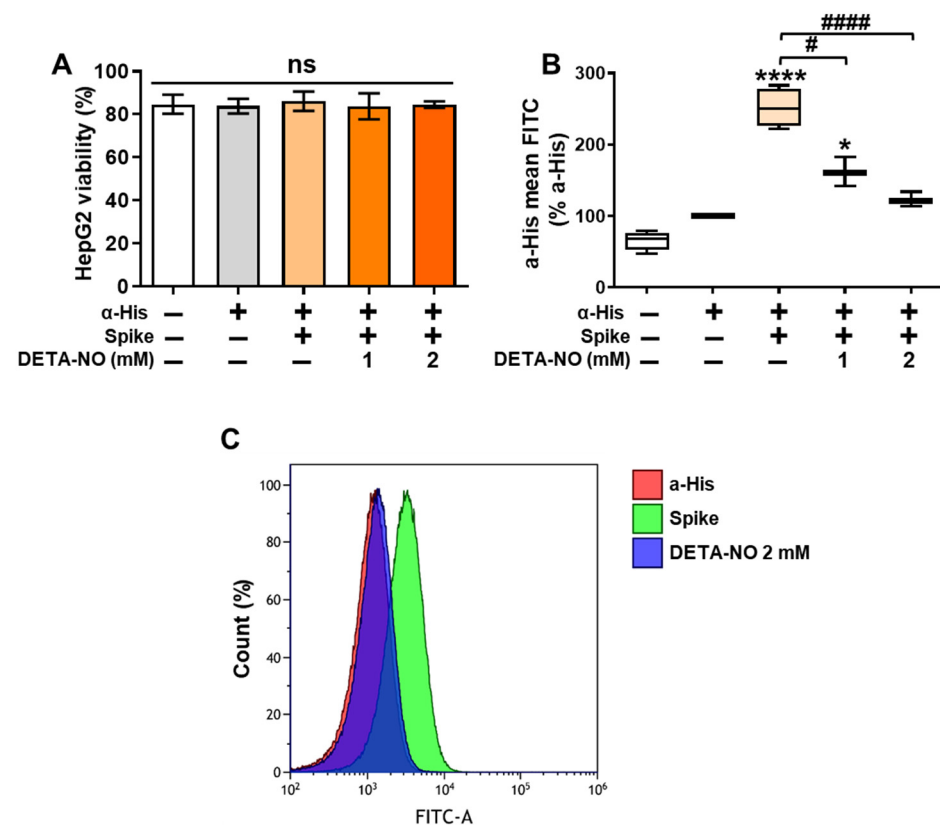 A
HepG2 viability (%)
100
80
60
40
20
0
ns
α-His − + + + +
Spike − − + + +
DETA-NO (mM) − − − 1 2
B
a-His mean FITC
(% a-His)
300
200
100
0
####
#
****
*
α-His − + + + +
Spike − − + + +
DETA-NO (mM) − − − 1 2
C
Count (%)
100
80
60
40
20
0
10² 10³ 10⁴ 10⁵ 10⁶
FITC-A
a-His
Spike
DETA-NO 2 mM